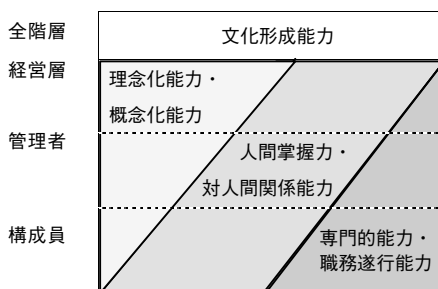 全階層
文化形成能力
経営層
理念化能力・
概念化能力
管理者
人間掌握力・
対人間関係能力
構成員
専門的能力・
職務遂行能力